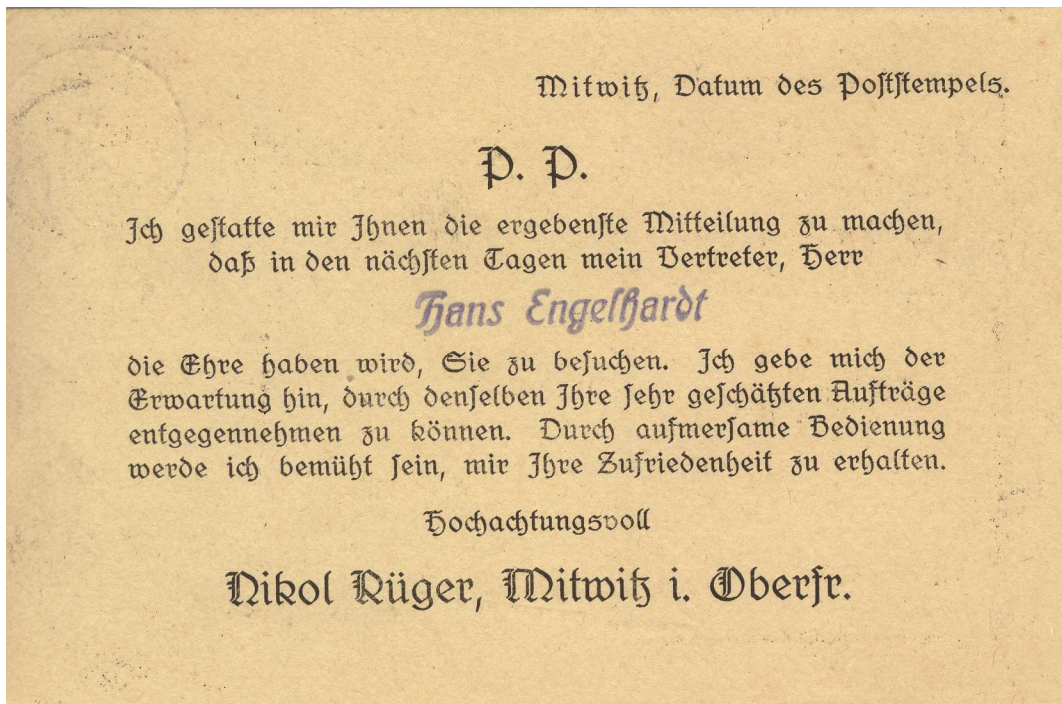 Mitwitz, Datum des Poststempels.
P. P.
Ich gestatte mir Ihnen die ergebenste Mitteilung zu machen,
daß in den nächsten Tagen mein Vertreter, Herr
Hans Engelhardt
die Ehre haben wird, Sie zu besuchen. Ich gebe mich der
Erwartung hin, durch denselben Ihre sehr geschätzten Aufträge
entgegennehmen zu können. Durch aufmersame Bedienung
werde ich bemüht sein, mir Ihre Zufriedenheit zu erhalten.
Hochachtungsvoll
Nikol Rüger, Mitwitz i. Oberfr.